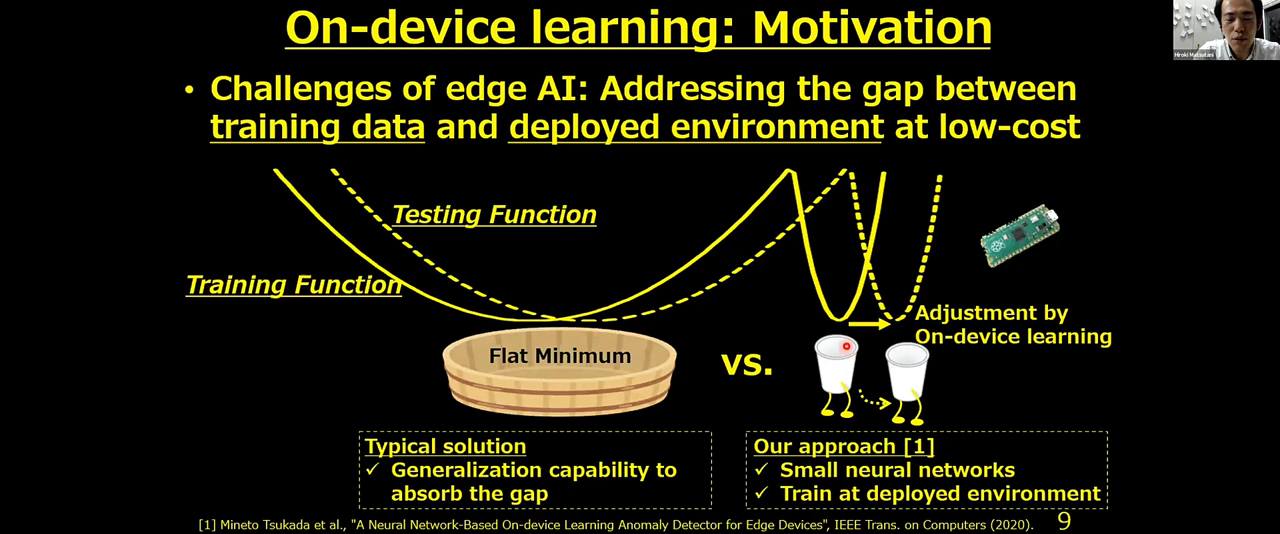 On-device learning: Motivation
Hiroki Matsutani
• Challenges of edge AI: Addressing the gap between
training data and deployed environment at low-cost
Testing Function
Training Function
Adjustment by
On-device learning
Flat Minimum
vs.
Typical solution
✓ Generalization capability to
absorb the gap
Our approach [1]
✓ Small neural networks
✓ Train at deployed environment
[1] Mineto Tsukada et al., "A Neural Network-Based On-device Learning Anomaly Detector for Edge Devices", IEEE Trans. on Computers (2020).
9